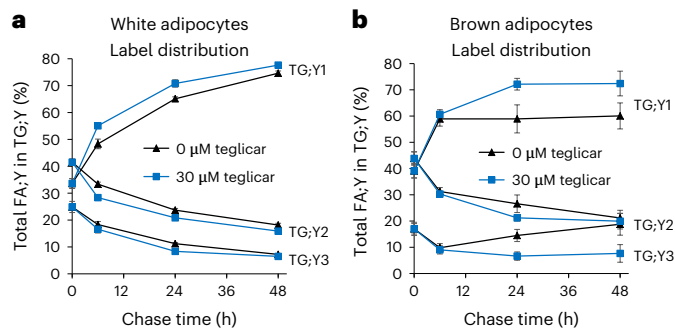 a
White adipocytes
Label distribution
Total FA;Y in TG;Y (%)
80
70
60
50
40
30
20
10
0
0 12 24 36 48
Chase time (h)
TG;Y1
0 μM teglicar
30 μM teglicar
TG;Y2
TG;Y3
b
Brown adipocytes
Label distribution
Total FA;Y in TG;Y (%)
80
70
60
50
40
30
20
10
0
0 12 24 36 48
Chase time (h)
TG;Y1
0 μM teglicar
30 μM teglicar
TG;Y2
TG;Y3